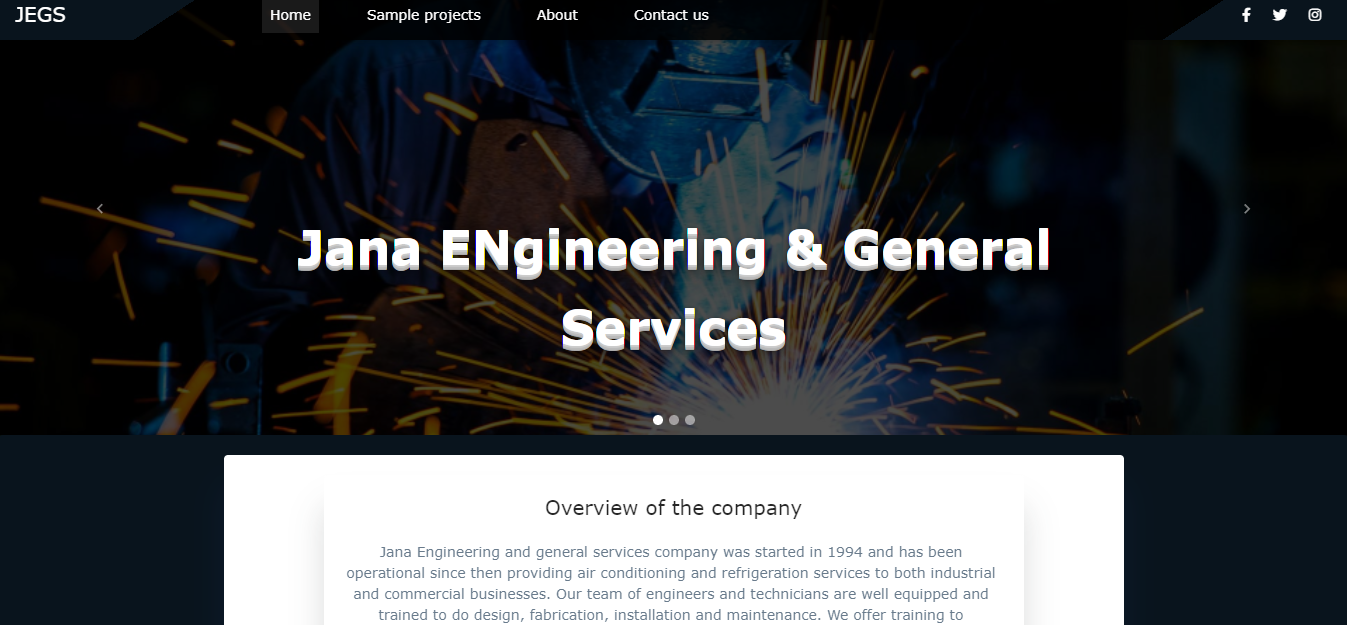 JEGS
Home Sample projects About Contact us
Jana ENgineering & General
Services
Overview of the company
Jana Engineering and general services company was started in 1994 and has been
operational since then providing air conditioning and refrigeration services to both industrial
and commercial businesses. Our team of engineers and technicians are well equipped and
trained to do design, fabrication, installation and maintenance. We offer training to